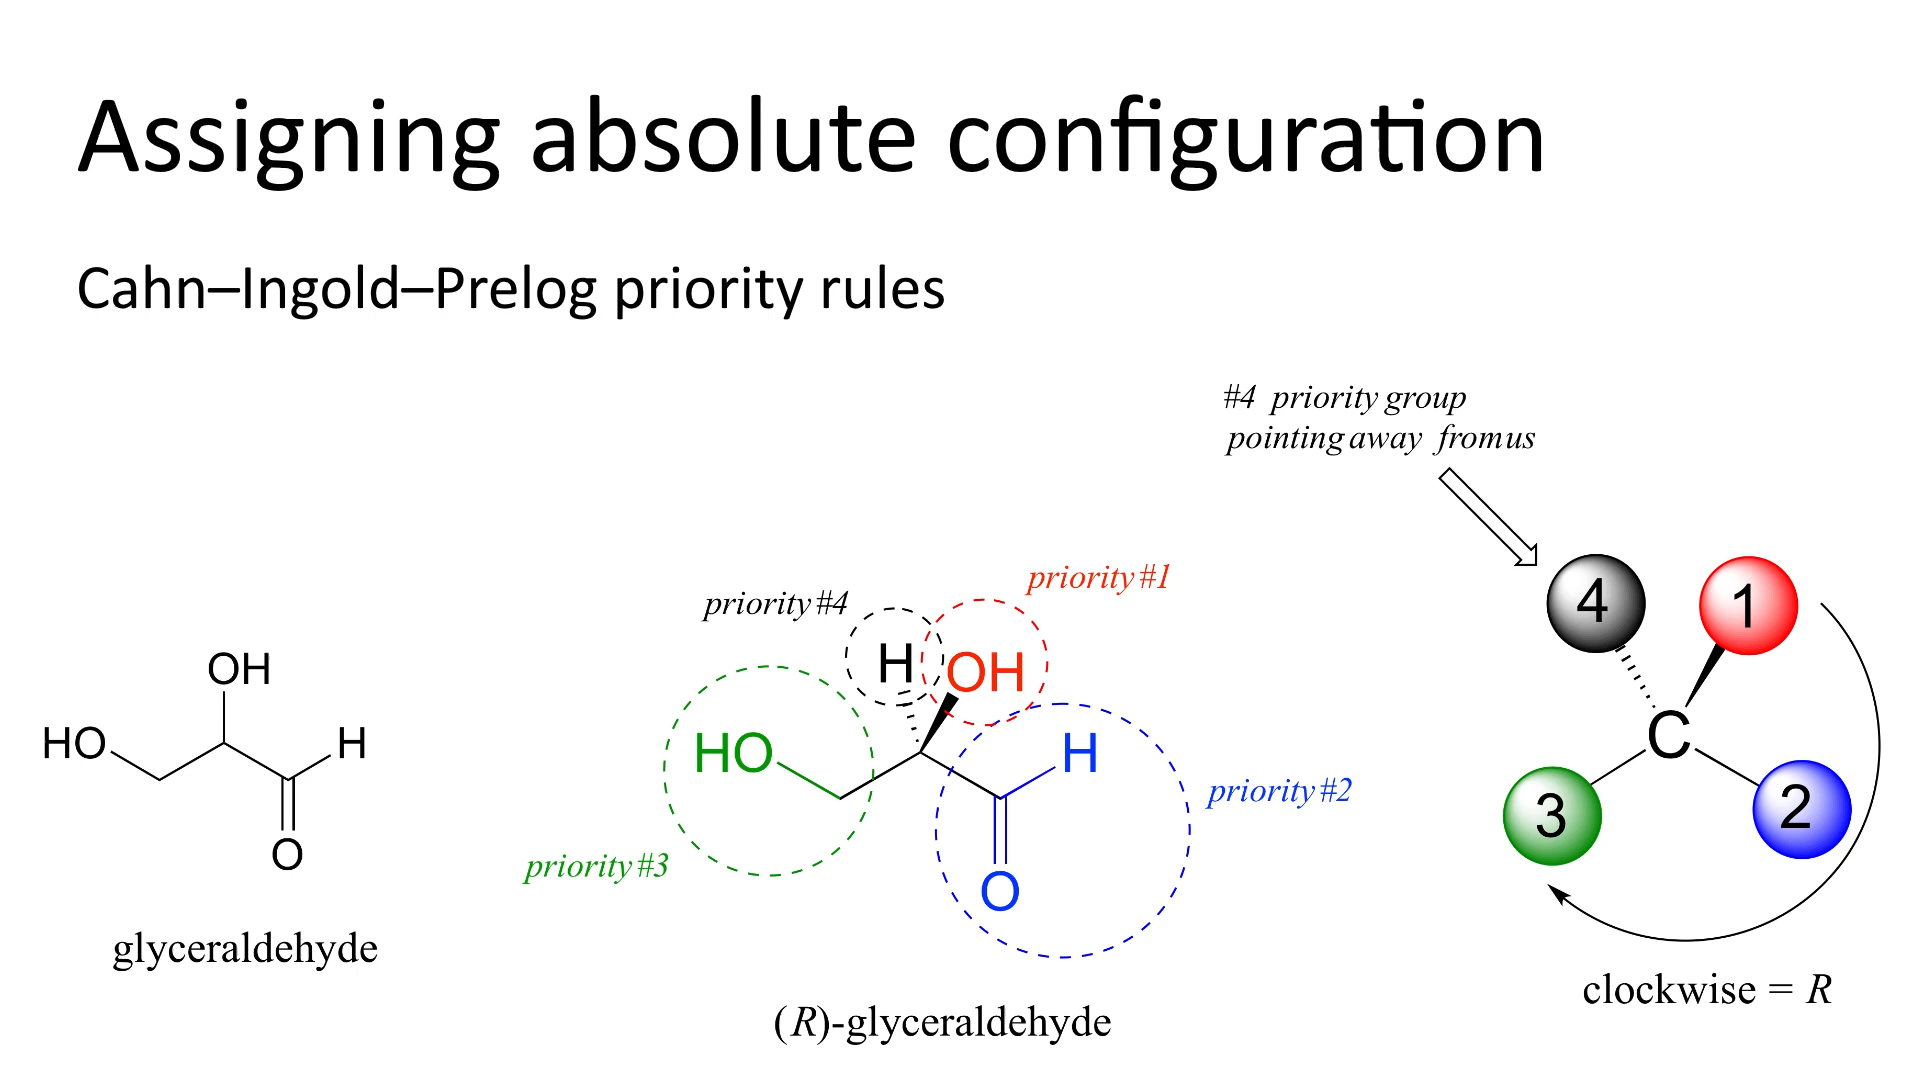 Assigning absolute configuration
Cahn–Ingold–Prelog priority rules
#4 priority group
pointing away from us
4
1
C
3
2
clockwise = R
OH
HO
H
O
glyceraldehyde
priority #4
priority #1
H
OH
HO
H
priority #2
priority #3
O
(R)-glyceraldehyde